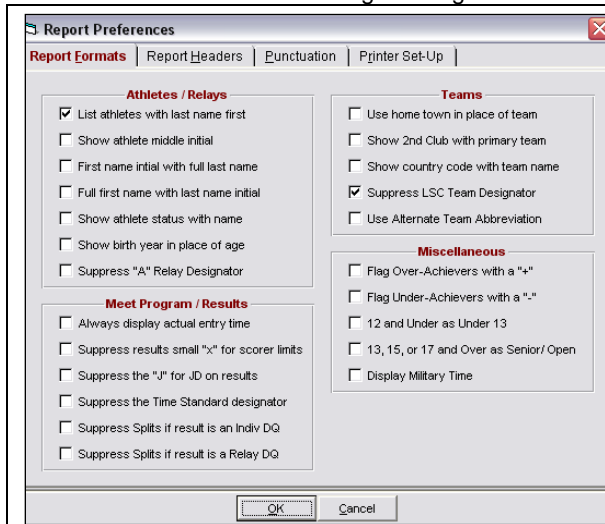 Report Preferences
Report Formats
Report Headers
Punctuation
Printer Set-Up
Athletes / Relays
List athletes with last name first
Show athlete middle initial
First name intial with full last name
Full first name with last name initial
Show athlete status with name
Show birth year in place of age
Suppress "A" Relay Designator
Meet Program / Results
Always display actual entry time
Suppress results small "x" for scorer limits
Suppress the "J" for JD on results
Suppress the Time Standard designator
Suppress Splits if result is an Indiv DQ
Suppress Splits if result is a Relay DQ
Teams
Use home town in place of team
Show 2nd Club with primary team
Show country code with team name
Suppress LSC Team Designator
Use Alternate Team Abbreviation
Miscellaneous
Flag Over-Achievers with a "+"
Flag Under-Achievers with a "-"
12 and Under as Under 13
13, 15, or 17 and Over as Senior/ Open
Display Military Time
OK
Cancel